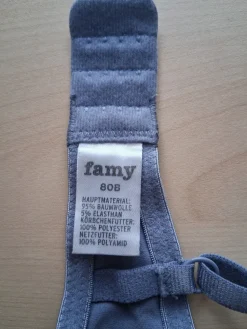 famy
80B
HAUPTMATERIAL:
95% BAUMWOLLE
5% ELASTHAN
KÖRBCHENFUTTER:
100% POLYESTER
NETZFUTTER:
100% POLYAMID